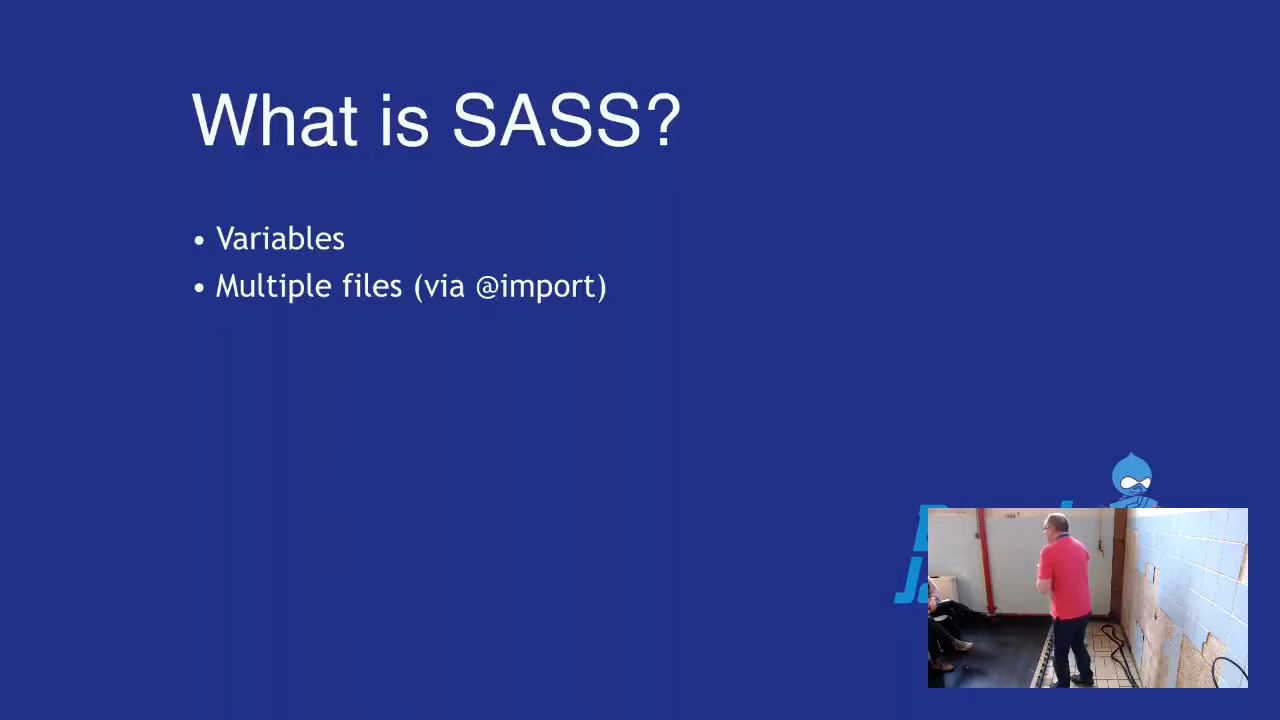 What is SASS?
• Variables
• Multiple files (via @import)